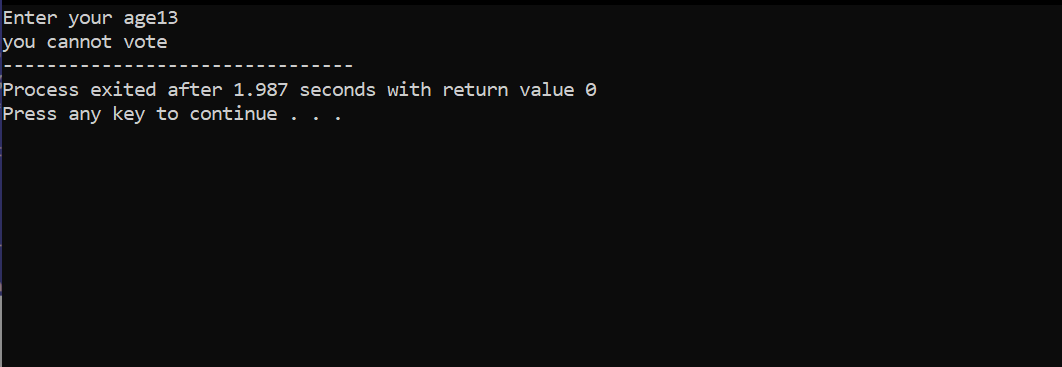 Enter your age13
you cannot vote
--------------------------------
Process exited after 1.987 seconds with return value 0
Press any key to continue . . .